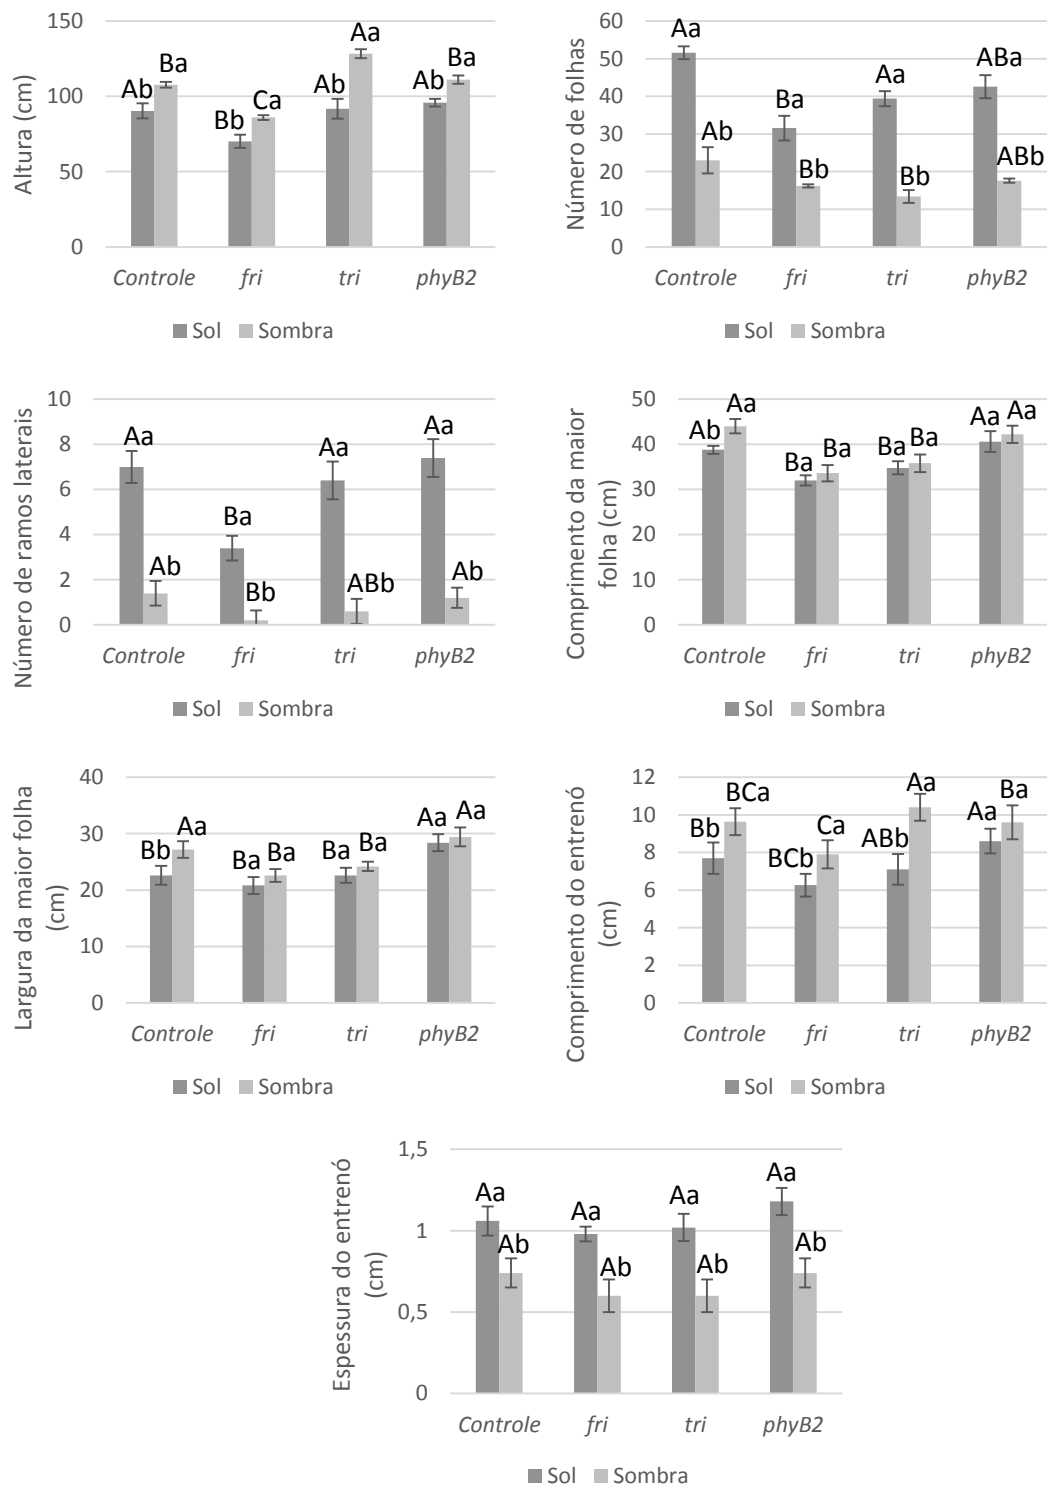 Altura (cm)
150
100
50
0
Ab
Ba
Bb
Ca
Ab
Aa
Ab
Ba
Controle fri tri phyB2
Sol Sombra
Número de folhas
60
50
40
30
20
10
0
Aa
Ab
Ba
Bb
Aa
Bb
ABa
ABb
Controle fri tri phyB2
Sol Sombra
Número de ramos laterais
10
8
6
4
2
0
Aa
Ab
Ba
Bb
Aa
ABb
Aa
Ab
Controle fri tri phyB2
Sol Sombra
Comprimento da maior
folha (cm)
50
40
30
20
10
0
Ab
Aa
Ba
Ba
Ba
Ba
Aa
Aa
Controle fri tri phyB2
Sol Sombra
Largura da maior folha
(cm)
40
30
20
10
0
Bb
Aa
Ba
Ba
Ba
Ba
Aa
Aa
Controle fri tri phyB2
Sol Sombra
Comprimento do entrenó
(cm)
12
10
8
6
4
2
0
Bb
BCa
BCb
Ca
ABb
Aa
Aa
Ba
Controle fri tri phyB2
Sol Sombra
Espessura do entrenó
(cm)
1,5
1
0,5
0
Aa
Ab
Aa
Ab
Aa
Ab
Aa
Ab
Controle fri tri phyB2
Sol Sombra